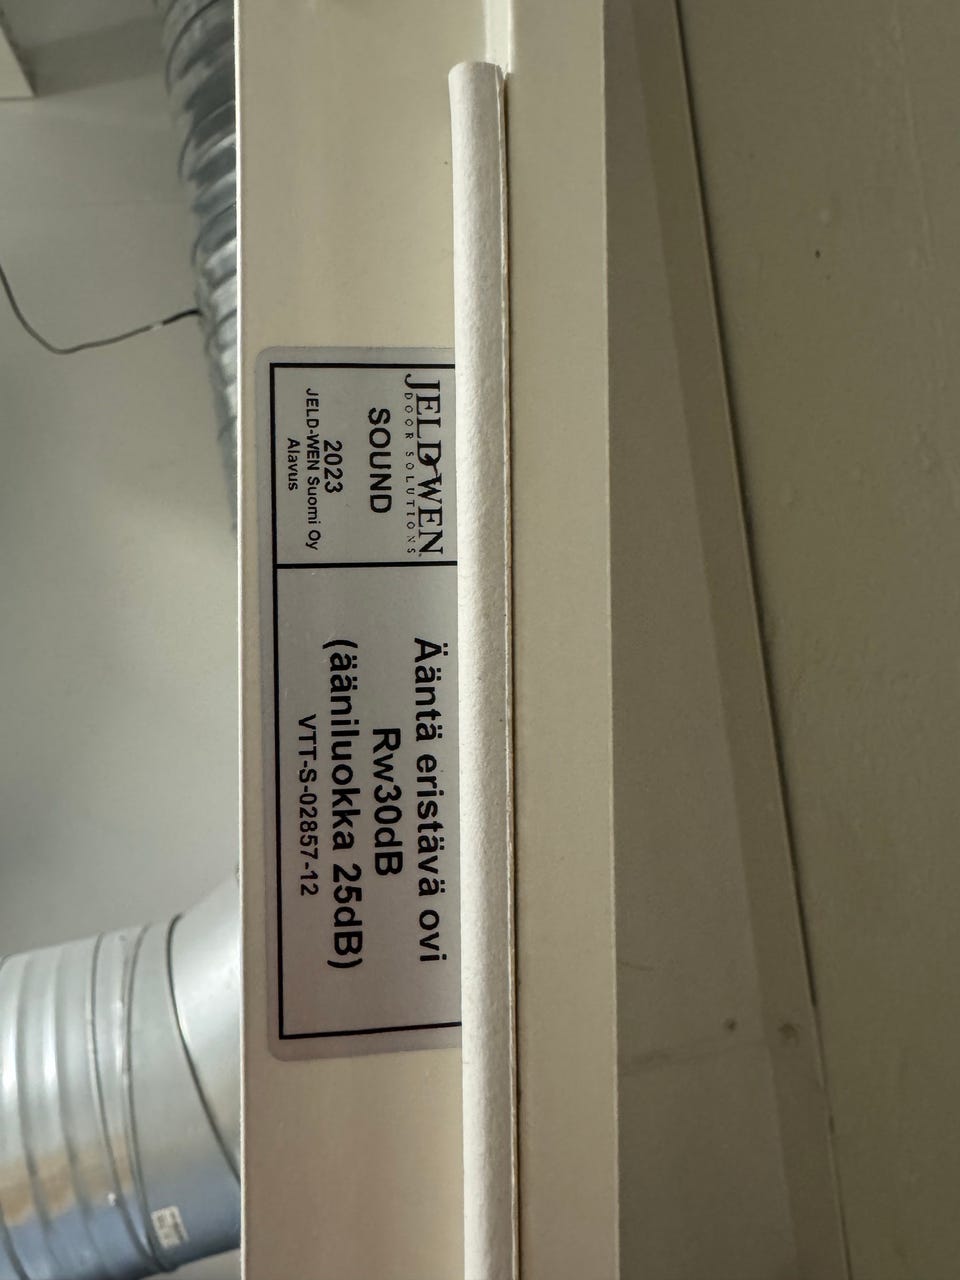 JELD-WEN
DOOR SOLUTIONS
SOUND
2023
JELD-WEN Suomi Oy
Alavus
Ääntä eristävä ovi
Rw30dB
(ääniluokka 25dB)
VTT-S-02857-12